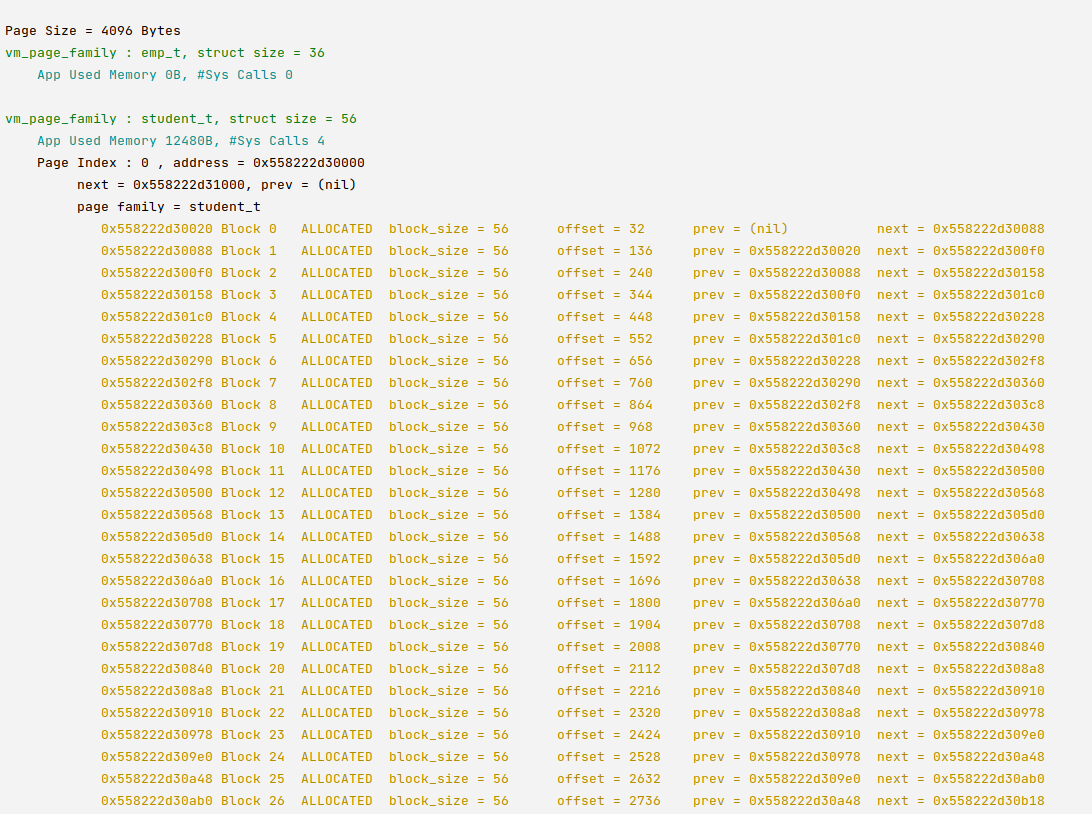 Page Size = 4096 Bytes
vm_page_family : emp_t, struct size = 36
App Used Memory 0B, #Sys Calls 0
vm_page_family : student_t, struct size = 56
App Used Memory 12480B, #Sys Calls 4
Page Index : 0 , address = 0x558222d30000
next = 0x558222d31000, prev = (nil)
page family = student_t
0x558222d30020 Block 0 ALLOCATED block_size = 56 offset = 32 prev = (nil) next = 0x558222d30088
0x558222d30088 Block 1 ALLOCATED block_size = 56 offset = 136 prev = 0x558222d30020 next = 0x558222d300f0
0x558222d300f0 Block 2 ALLOCATED block_size = 56 offset = 240 prev = 0x558222d30088 next = 0x558222d30158
0x558222d30158 Block 3 ALLOCATED block_size = 56 offset = 344 prev = 0x558222d300f0 next = 0x558222d301c0
0x558222d301c0 Block 4 ALLOCATED block_size = 56 offset = 448 prev = 0x558222d30158 next = 0x558222d30228
0x558222d30228 Block 5 ALLOCATED block_size = 56 offset = 552 prev = 0x558222d301c0 next = 0x558222d30290
0x558222d30290 Block 6 ALLOCATED block_size = 56 offset = 656 prev = 0x558222d30228 next = 0x558222d302f8
0x558222d302f8 Block 7 ALLOCATED block_size = 56 offset = 760 prev = 0x558222d30290 next = 0x558222d30360
0x558222d30360 Block 8 ALLOCATED block_size = 56 offset = 864 prev = 0x558222d302f8 next = 0x558222d303c8
0x558222d303c8 Block 9 ALLOCATED block_size = 56 offset = 968 prev = 0x558222d30360 next = 0x558222d30430
0x558222d30430 Block 10 ALLOCATED block_size = 56 offset = 1072 prev = 0x558222d303c8 next = 0x558222d30498
0x558222d30498 Block 11 ALLOCATED block_size = 56 offset = 1176 prev = 0x558222d30430 next = 0x558222d30500
0x558222d30500 Block 12 ALLOCATED block_size = 56 offset = 1280 prev = 0x558222d30498 next = 0x558222d30568
0x558222d30568 Block 13 ALLOCATED block_size = 56 offset = 1384 prev = 0x558222d30500 next = 0x558222d305d0
0x558222d305d0 Block 14 ALLOCATED block_size = 56 offset = 1488 prev = 0x558222d30568 next = 0x558222d30638
0x558222d30638 Block 15 ALLOCATED block_size = 56 offset = 1592 prev = 0x558222d305d0 next = 0x558222d306a0
0x558222d306a0 Block 16 ALLOCATED block_size = 56 offset = 1696 prev = 0x558222d30638 next = 0x558222d30708
0x558222d30708 Block 17 ALLOCATED block_size = 56 offset = 1800 prev = 0x558222d306a0 next = 0x558222d30770
0x558222d30770 Block 18 ALLOCATED block_size = 56 offset = 1904 prev = 0x558222d30708 next = 0x558222d307d8
0x558222d307d8 Block 19 ALLOCATED block_size = 56 offset = 2008 prev = 0x558222d30770 next = 0x558222d30840
0x558222d30840 Block 20 ALLOCATED block_size = 56 offset = 2112 prev = 0x558222d307d8 next = 0x558222d308a8
0x558222d308a8 Block 21 ALLOCATED block_size = 56 offset = 2216 prev = 0x558222d30840 next = 0x558222d30910
0x558222d30910 Block 22 ALLOCATED block_size = 56 offset = 2320 prev = 0x558222d308a8 next = 0x558222d30978
0x558222d30978 Block 23 ALLOCATED block_size = 56 offset = 2424 prev = 0x558222d30910 next = 0x558222d309e0
0x558222d309e0 Block 24 ALLOCATED block_size = 56 offset = 2528 prev = 0x558222d30978 next = 0x558222d30a48
0x558222d30a48 Block 25 ALLOCATED block_size = 56 offset = 2632 prev = 0x558222d309e0 next = 0x558222d30ab0
0x558222d30ab0 Block 26 ALLOCATED block_size = 56 offset = 2736 prev = 0x558222d30a48 next = 0x558222d30b18